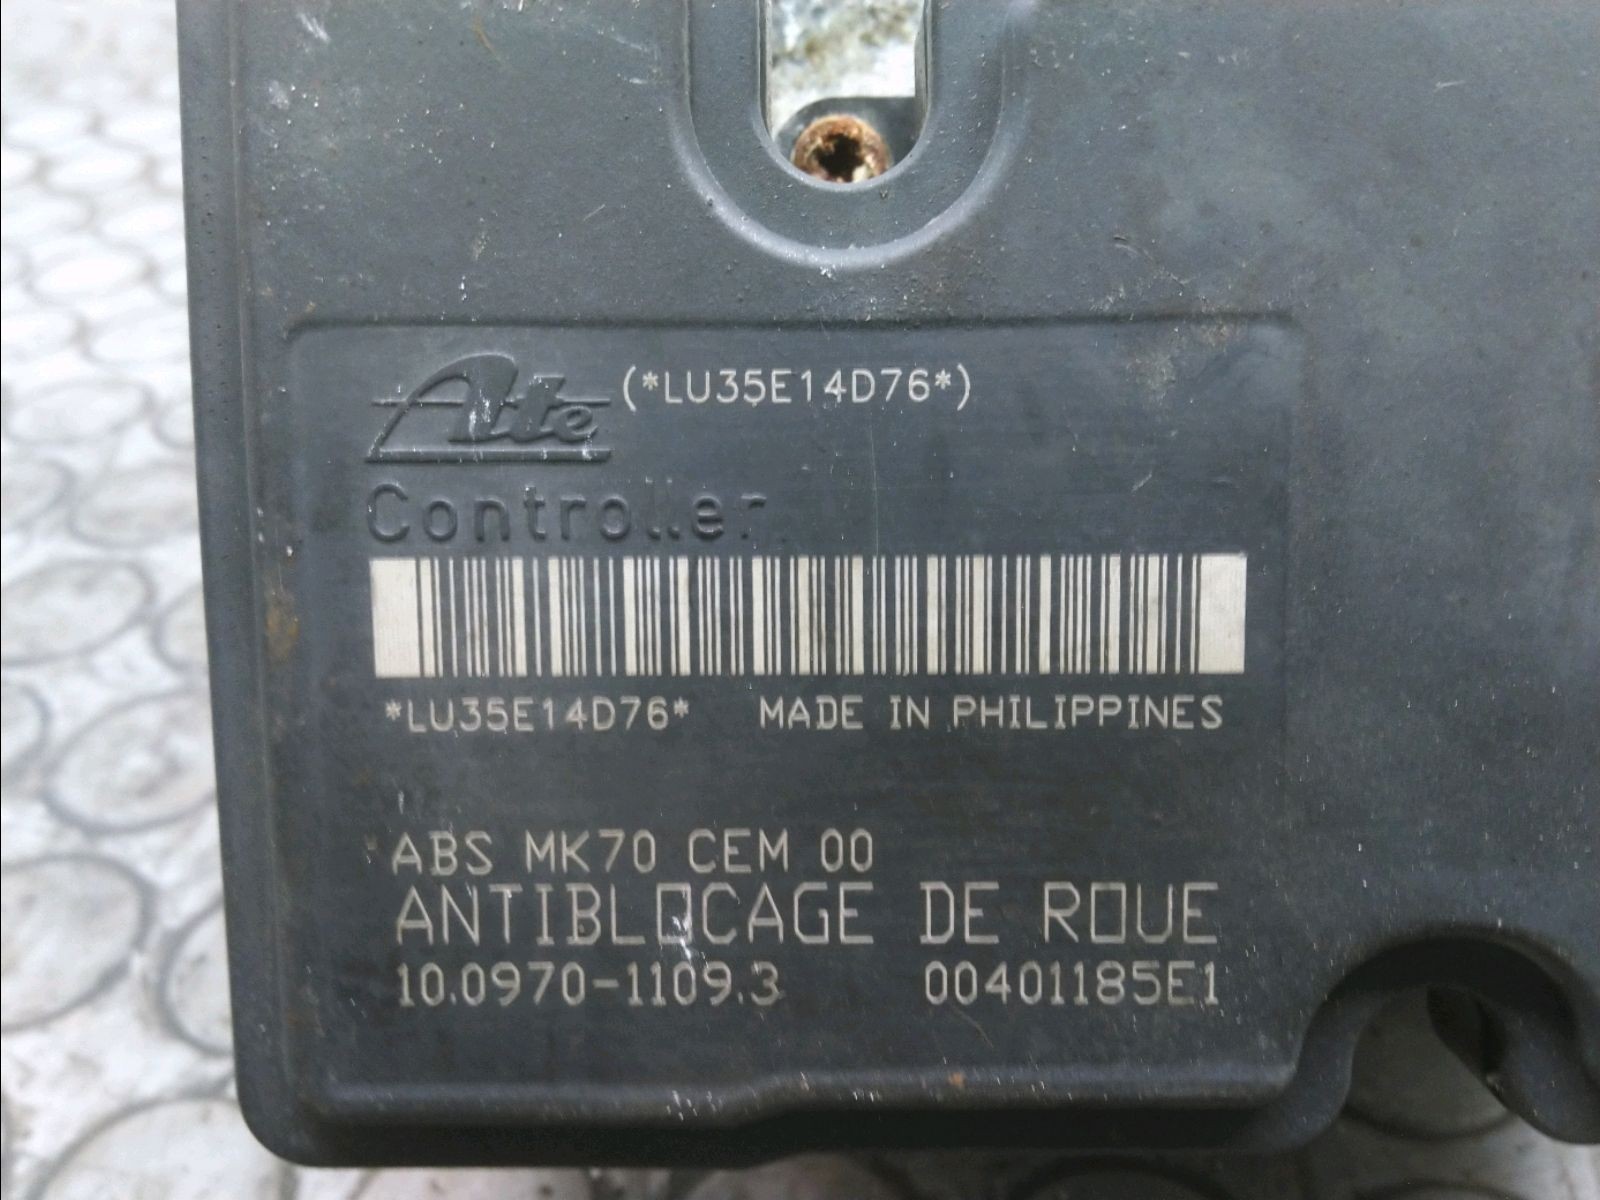 Ate (*LU35E14D76*)
Controller
*LU35E14D76* MADE IN PHILIPPINES
ABS MK70 CEM 00
ANTIBLOCAGE DE ROUE
10.0970-1109.3 00401185E1